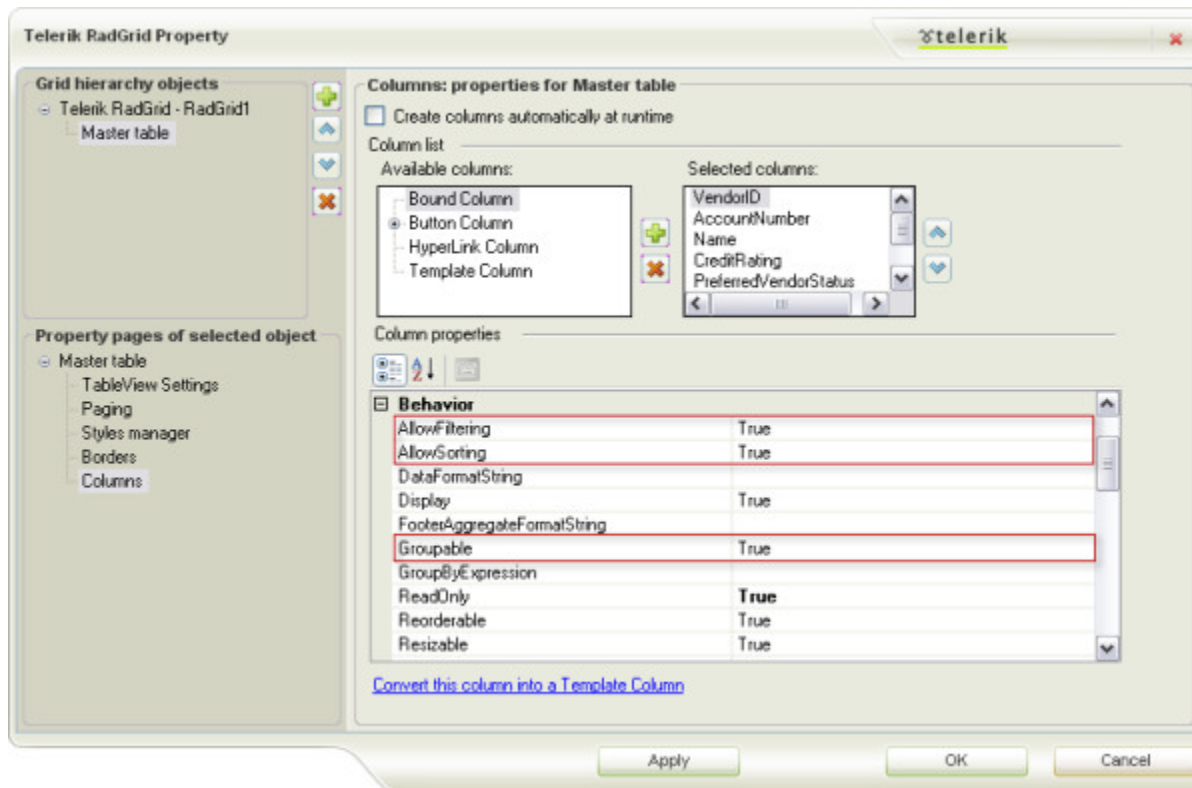 Telerik RadGrid Property
telerik
Grid hierarchy objects
Telerik RadGrid - RadGrid1
Master table
Property pages of selected object
Master table
TableView Settings
Paging
Styles manager
Borders
Columns
Columns: properties for Master table
Create columns automatically at runtime
Column list
Available columns:
Bound Column
Button Column
HyperLink Column
Template Column
Selected columns:
VendorID
AccountNumber
Name
CreditRating
PreferredVendorStatus
Column properties
Behavior
AllowFiltering True
AllowSorting True
DataFormatString
Display True
FooterAggregateFormatString
Groupable True
GroupByExpression
ReadOnly True
Reorderable True
Resizable True
Convert this column into a Template Column
Apply OK Cancel